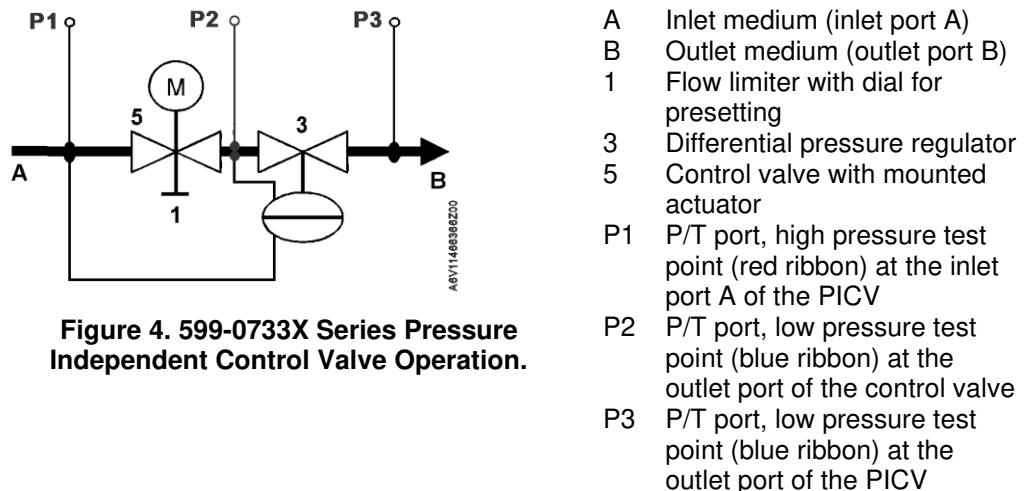 P1
P2
P3
M
5
3
A
B
1
A6V11466366Z00
Figure 4. 599-0733X Series Pressure
Independent Control Valve Operation.
A Inlet medium (inlet port A)
B Outlet medium (outlet port B)
1 Flow limiter with dial for
presetting
3 Differential pressure regulator
5 Control valve with mounted
actuator
P1 P/T port, high pressure test
point (red ribbon) at the inlet
port A of the PICV
P2 P/T port, low pressure test
point (blue ribbon) at the
outlet port of the control valve
P3 P/T port, low pressure test
point (blue ribbon) at the
outlet port of the PICV